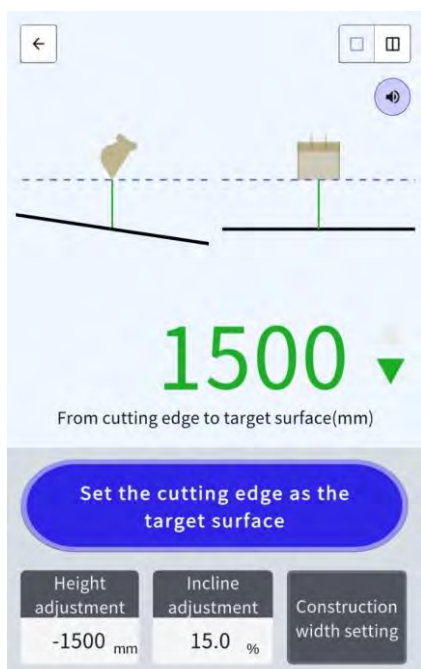 1500
From cutting edge to target surface(mm)
Set the cutting edge as the
target surface
Height
adjustment
-1500 mm
Incline
adjustment
15.0 %
Construction
width setting